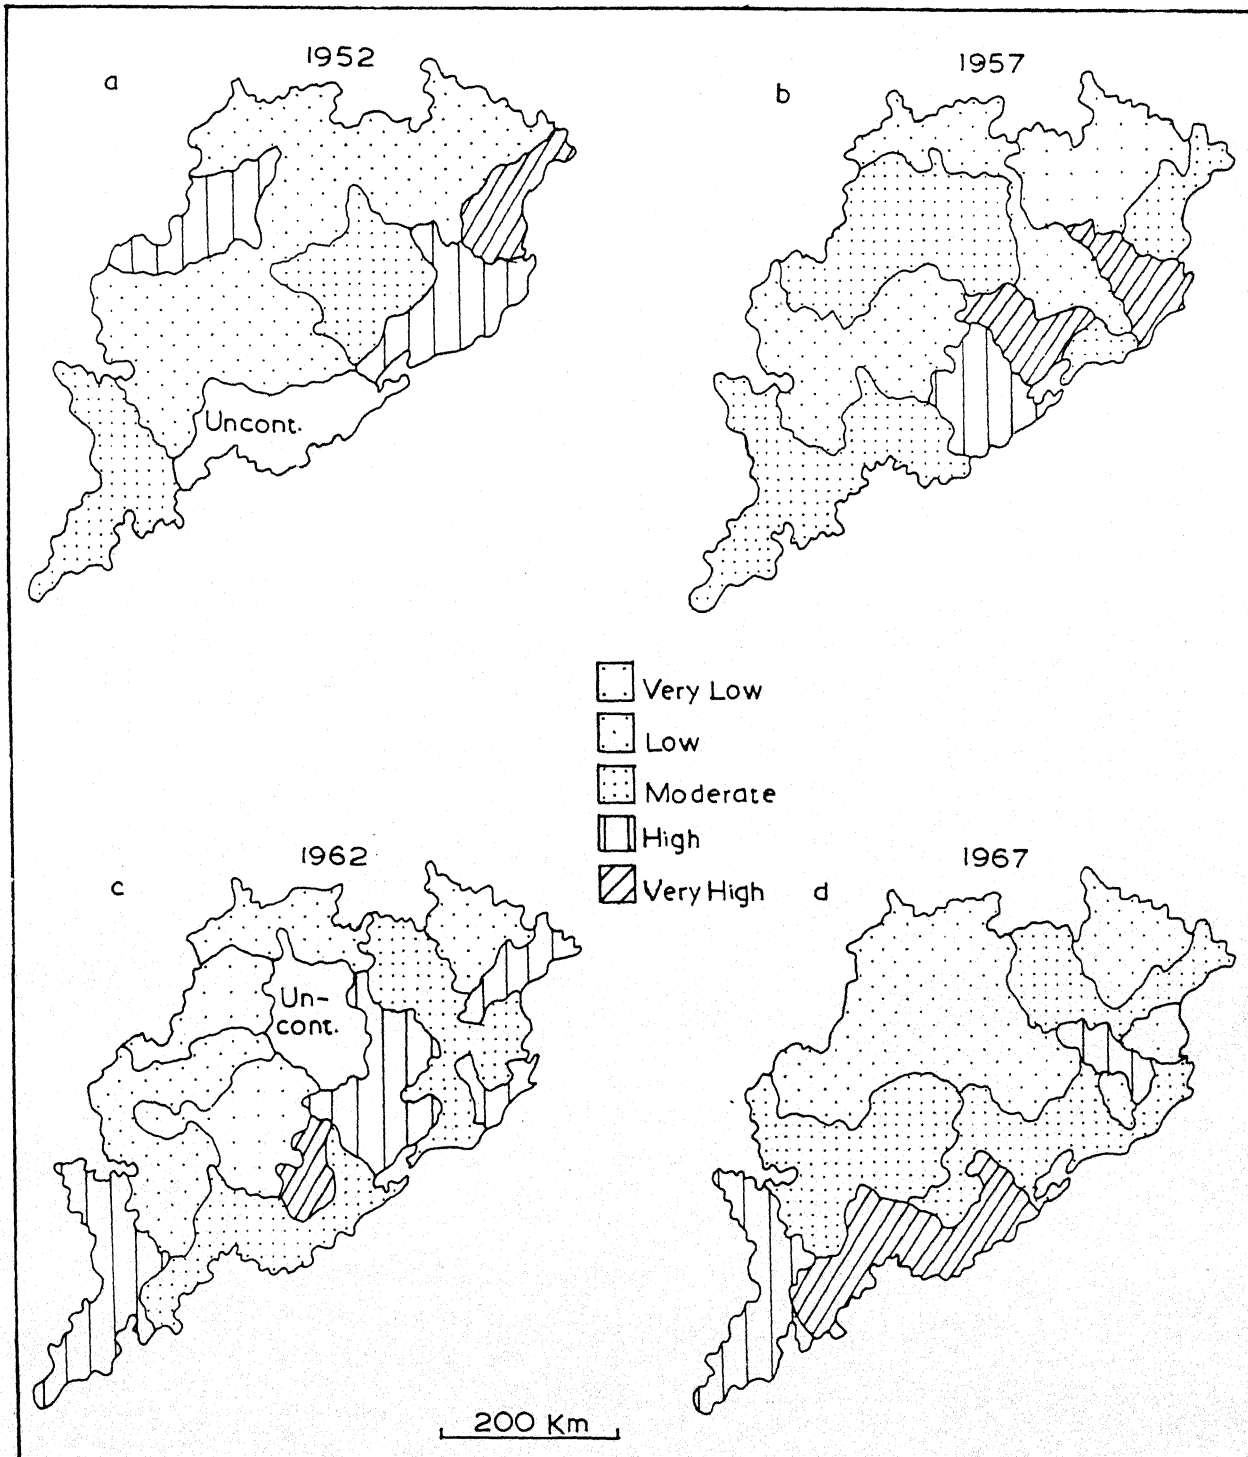 a
1952
b
1957
Uncont.
Very Low
Low
Moderate
High
Very High
c
1962
d
1967
Un-
cont.
200 Km